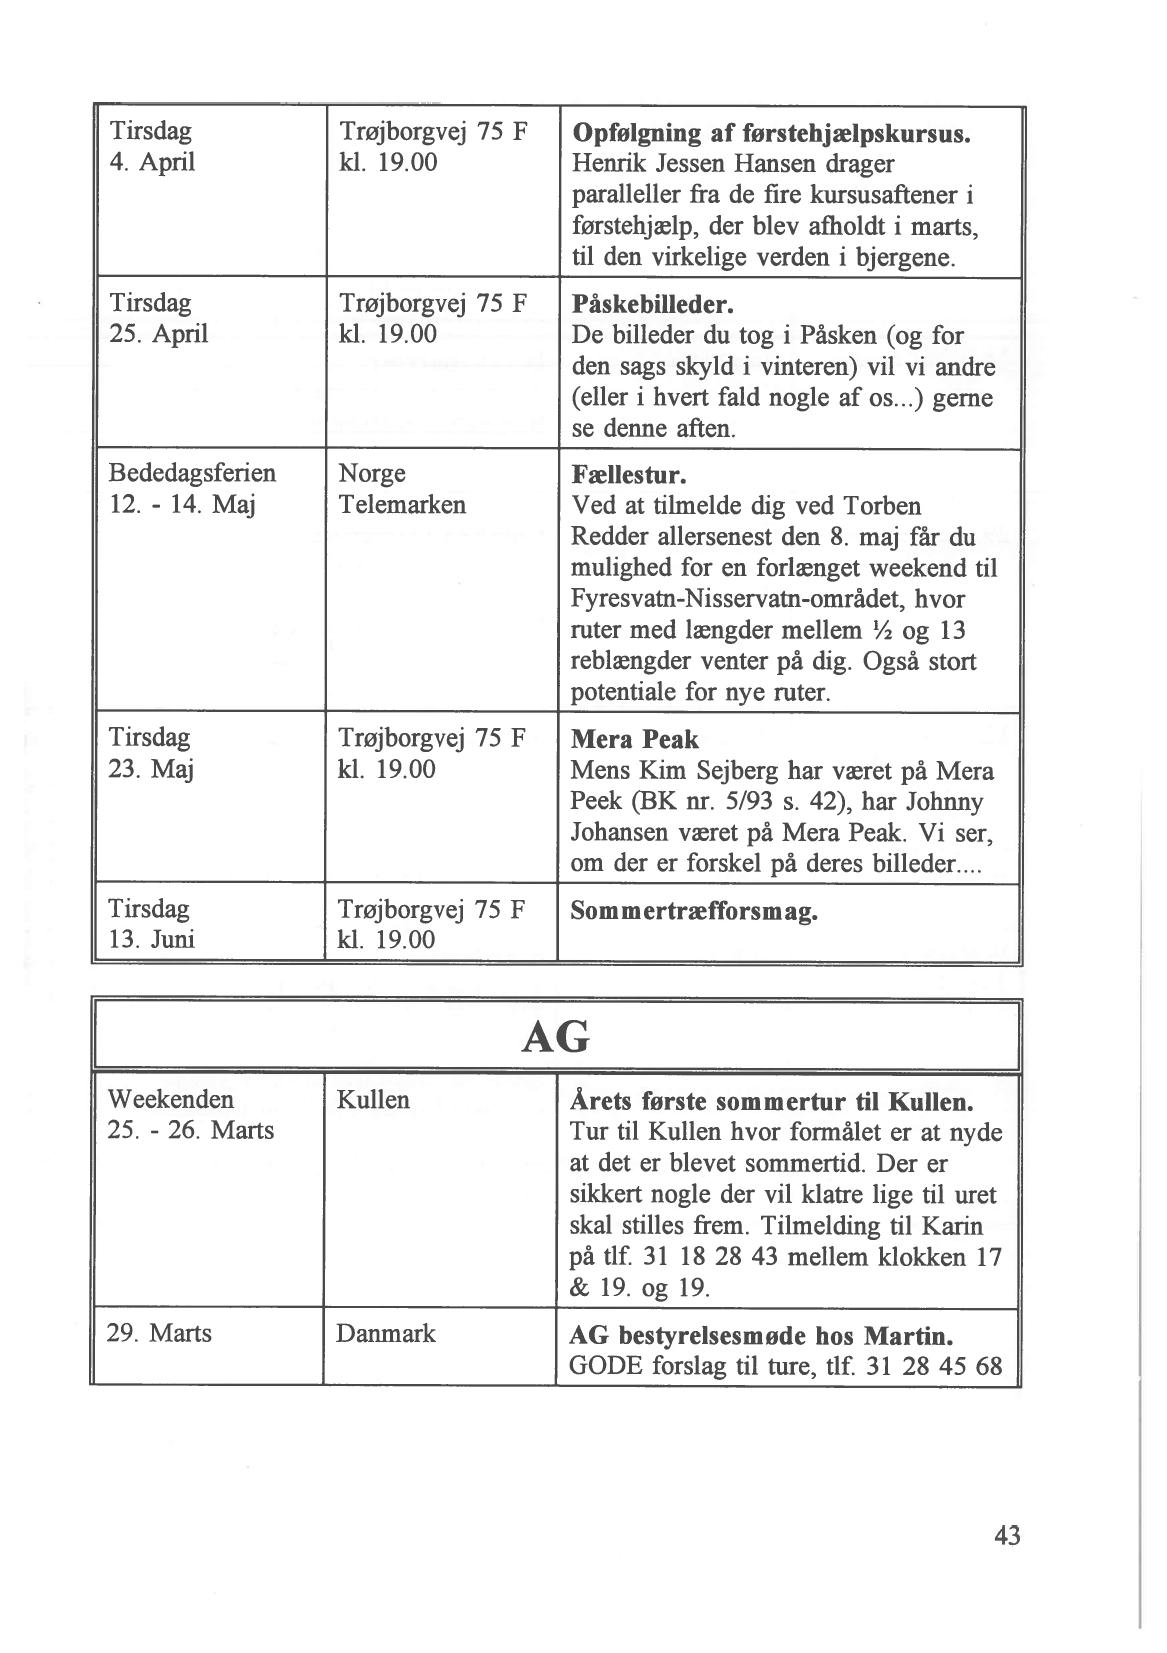 Tirsdag
4. April
Trøjborgvej 75 F
kl. 19.00
Opfølgning af førstehjælpskursus.
Henrik Jessen Hansen drager
paralleller fra de fire kursusaftener i
førstehjælp, der blev afholdt i marts,
til den virkelige verden i bjergene.
Tirsdag
25. April
Trøjborgvej 75 F
kl. 19.00
Påskebilleder.
De billeder du tog i Påsken (og for
den sags skyld i vinteren) vil vi andre
(eller i hvert fald nogle af os...) gerne
se denne aften.
Bededagsferien
12. - 14. Maj
Norge
Telemarken
Fællestur.
Ved at tilmelde dig ved Torben
Redder allersenest den 8. maj får du
mulighed for en forlænget weekend til
Fyresvatn-Nisservatn-området, hvor
ruter med længder mellem ½ og 13
reblængder venter på dig. Også stort
potentiale for nye ruter.
Tirsdag
23. Maj
Trøjborgvej 75 F
kl. 19.00
Mera Peak
Mens Kim Sejberg har været på Mera
Peek (BK nr. 5/93 s. 42), har Johnny
Johansen været på Mera Peak. Vi ser,
om der er forskel på deres billeder....
Tirsdag
13. Juni
Trøjborgvej 75 F
kl. 19.00
Sommertræfforsmag.
AG
Weekenden
25. - 26. Marts
Kullen
Årets første sommertur til Kullen.
Tur til Kullen hvor formålet er at nyde
at det er blevet sommertid. Der er
sikkert nogle der vil klatre lige til uret
skal stilles frem. Tilmelding til Karin
på tlf. 31 18 28 43 mellem klokken 17
& 19. og 19.
29. Marts
Danmark
AG bestyrelsesmøde hos Martin.
GODE forslag til ture, tlf. 31 28 45 68
43